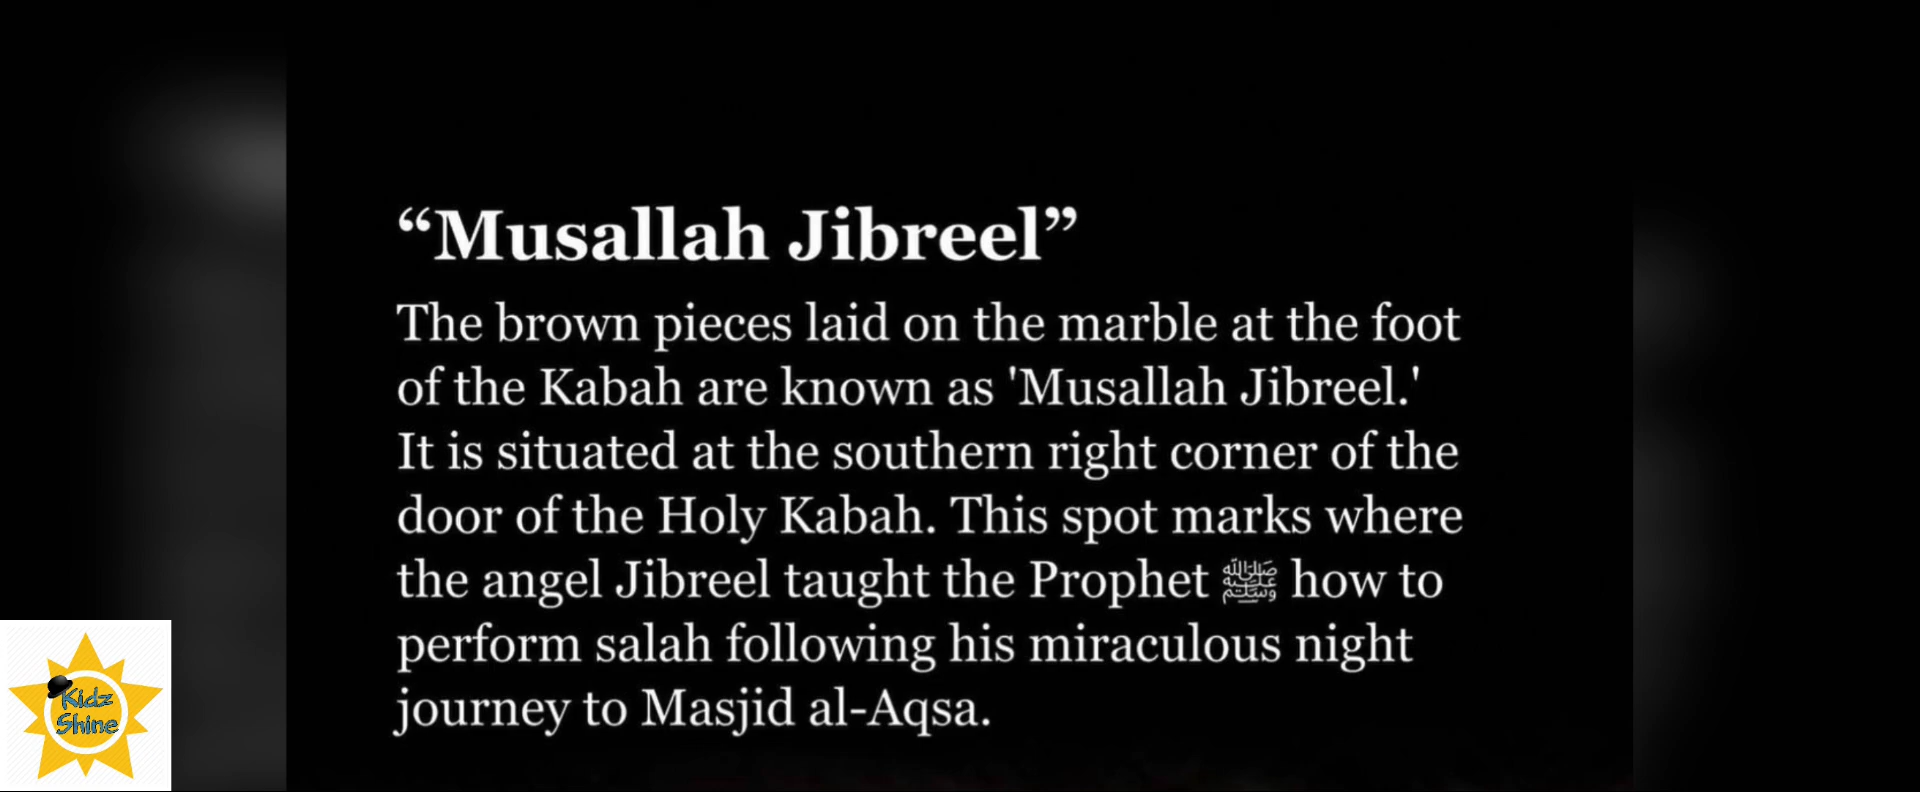 “Musallah Jibreel”
The brown pieces laid on the marble at the foot
of the Kabah are known as 'Musallah Jibreel.'
It is situated at the southern right corner of the
door of the Holy Kabah. This spot marks where
the angel Jibreel taught the Prophet ﷺ how to
perform salah following his miraculous night
journey to Masjid al-Aqsa.
Kidz
Shine